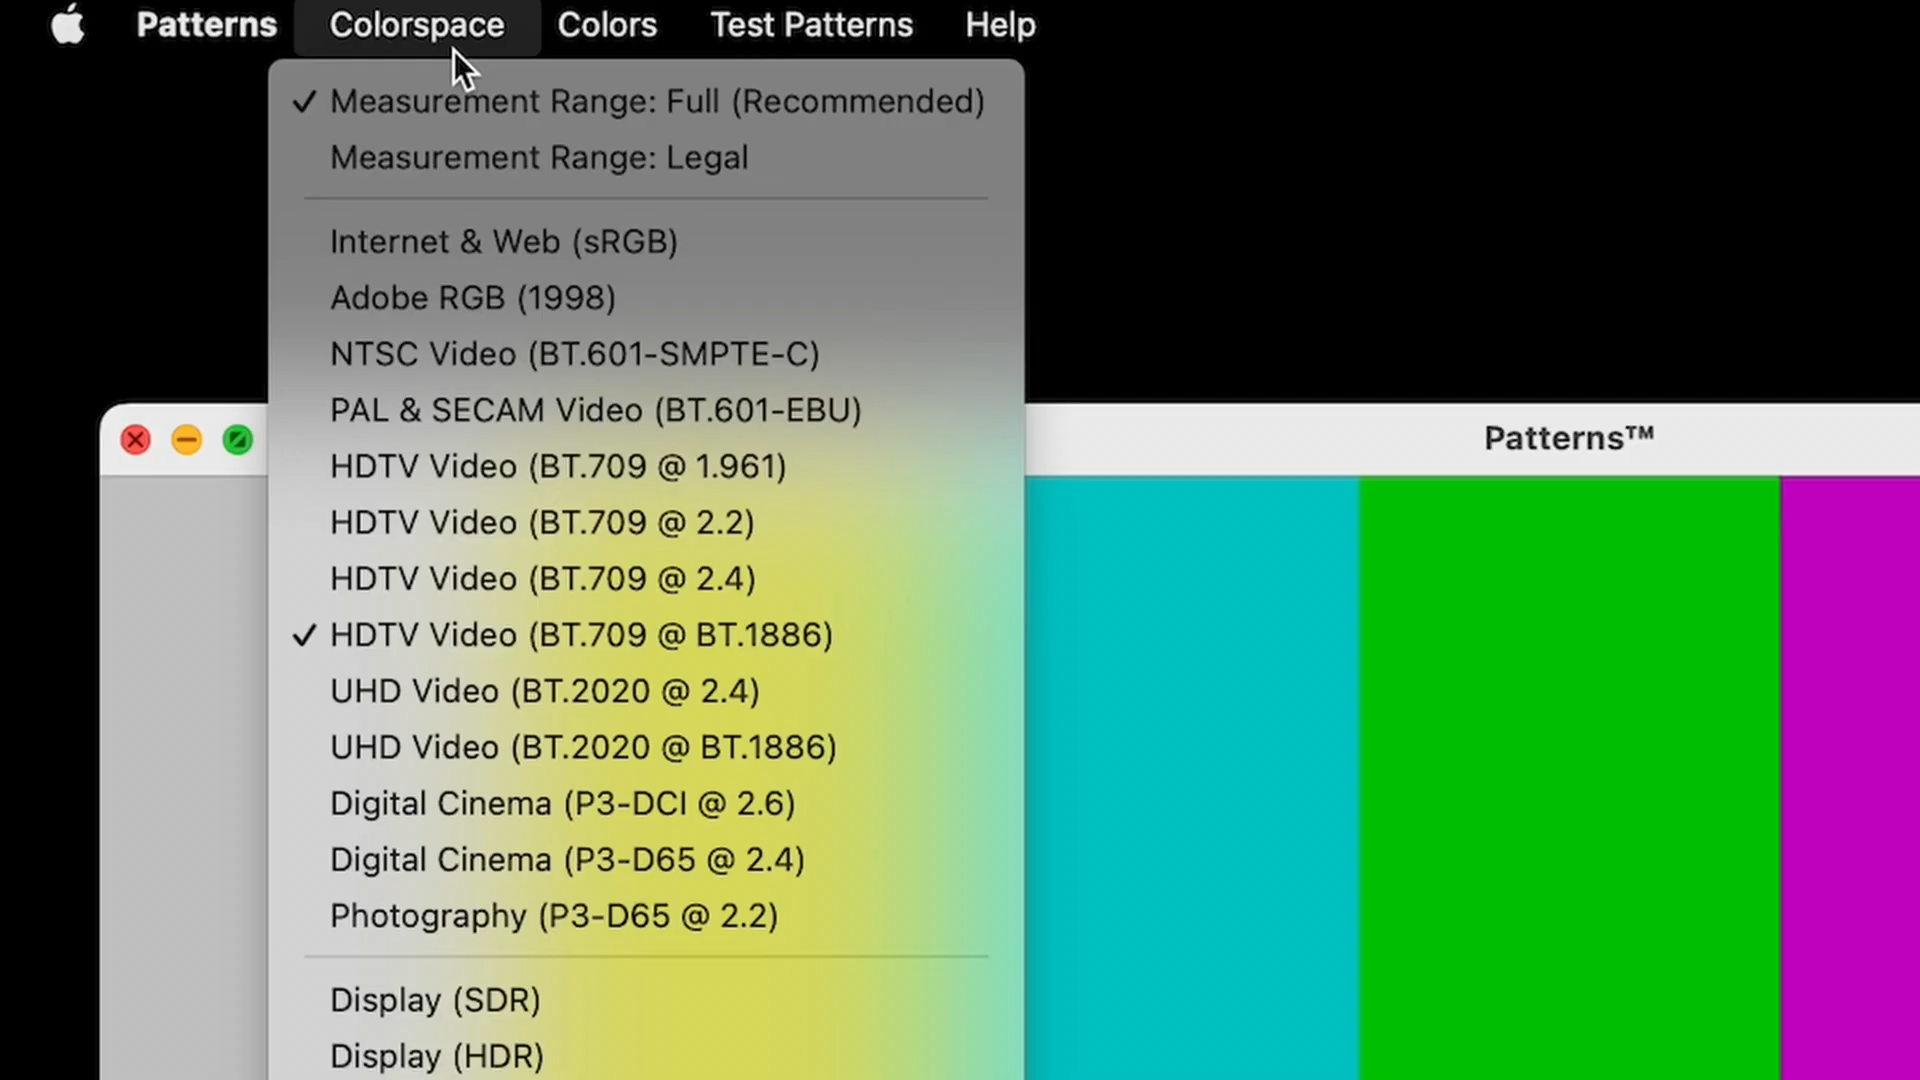 Patterns Colorspace Colors Test Patterns Help
✓ Measurement Range: Full (Recommended)
Measurement Range: Legal
Internet & Web (sRGB)
Adobe RGB (1998)
NTSC Video (BT.601-SMPTE-C)
PAL & SECAM Video (BT.601-EBU)
HDTV Video (BT.709 @ 1.961)
HDTV Video (BT.709 @ 2.2)
HDTV Video (BT.709 @ 2.4)
✓ HDTV Video (BT.709 @ BT.1886)
UHD Video (BT.2020 @ 2.4)
UHD Video (BT.2020 @ BT.1886)
Digital Cinema (P3-DCI @ 2.6)
Digital Cinema (P3-D65 @ 2.4)
Photography (P3-D65 @ 2.2)
Display (SDR)
Display (HDR)
Patterns™